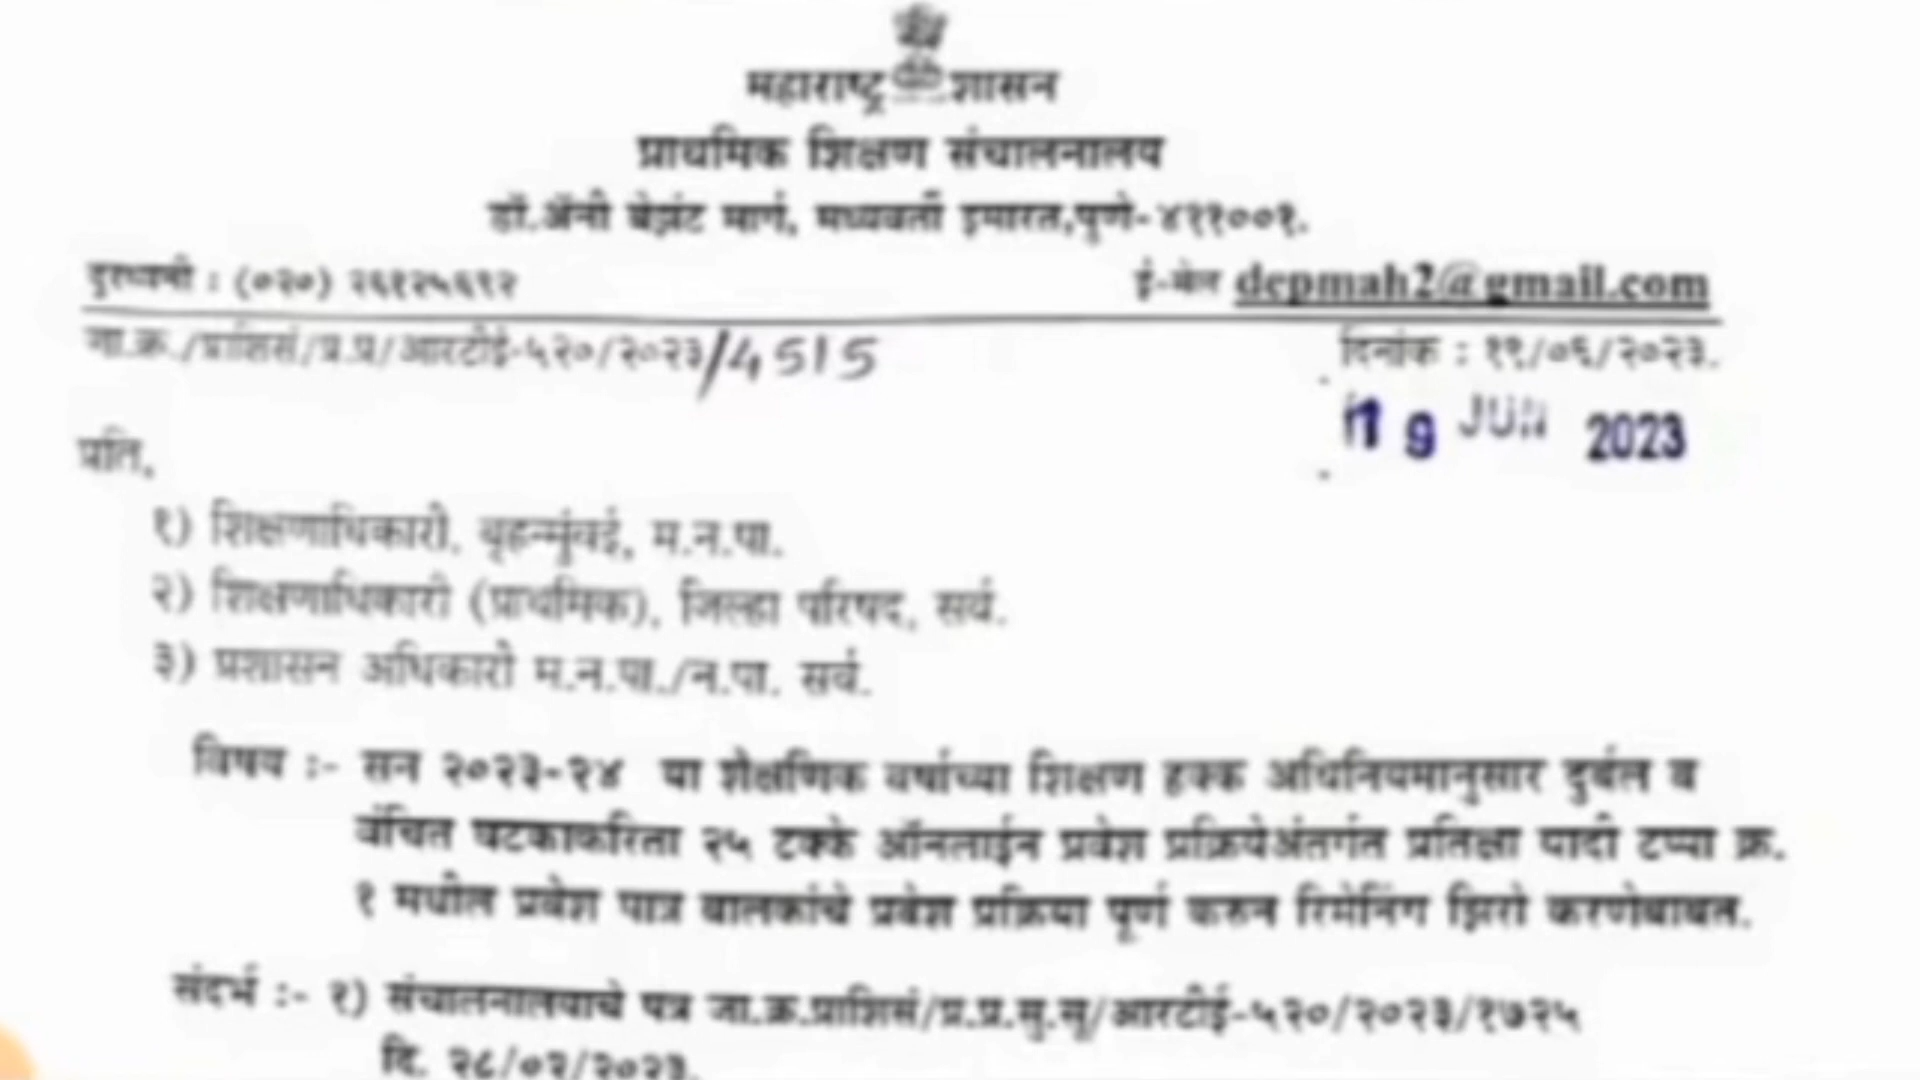 महाराष्ट्र शासन
प्राथमिक शिक्षण संचालनालय
डॉ.ॲनी बेझंट मार्ग, मध्यवर्ती इमारत,पुणे-४११००१.
दुरध्वनी : (०२०) २६१२५६९२ ई-मेल depmah2@gmail.com
जा.क्र./प्राशिसं/प्र.प्र/आरटीई-५२०/२०२३/4515 दिनांक : १९/०६/२०२३.
19 JUN 2023
प्रति,
१) शिक्षणाधिकारी, बृहन्मुंबई, म.न.पा.
२) शिक्षणाधिकारी (प्राथमिक), जिल्हा परिषद, सर्व.
३) प्रशासन अधिकारी म.न.पा./न.पा. सर्व.
विषय :- सन २०२३-२४ या शैक्षणिक वर्षाच्या शिक्षण हक्क अधिनियमानुसार दुर्बल व
वंचित घटकाकरिता २५ टक्के ऑनलाईन प्रवेश प्रक्रियेअंतर्गत प्रतिक्षा यादी टप्पा क्र.
१ मधील प्रवेश पात्र बालकांचे प्रवेश प्रक्रिया पूर्ण करुन रिमेनिंग झिरो करणेबाबत.
संदर्भ :- १) संचालनालयाचे पत्र जा.क्र.प्राशिसं/प्र.प्र.सु.सू/आरटीई-५२०/२०२३/१७२५
दि. २८/०२/२०२३.